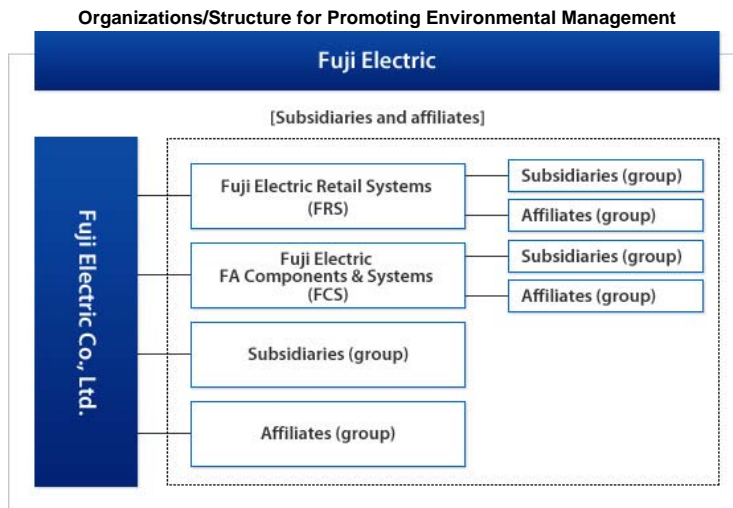 Organizations/Structure for Promoting Environmental Management
Fuji Electric
[Subsidiaries and affiliates]
Fuji Electric Co., Ltd.
Fuji Electric Retail Systems
(FRS)
Subsidiaries (group)
Affiliates (group)
Fuji Electric
FA Components & Systems
(FCS)
Subsidiaries (group)
Affiliates (group)
Subsidiaries (group)
Affiliates (group)